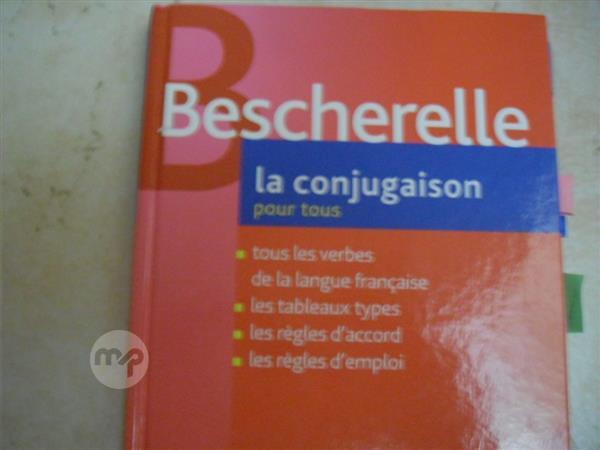 B
Bescherelle
la conjugaison
pour tous
tous les verbes
de la langue française
les tableaux types
les règles d'accord
les règles d'emploi
mp